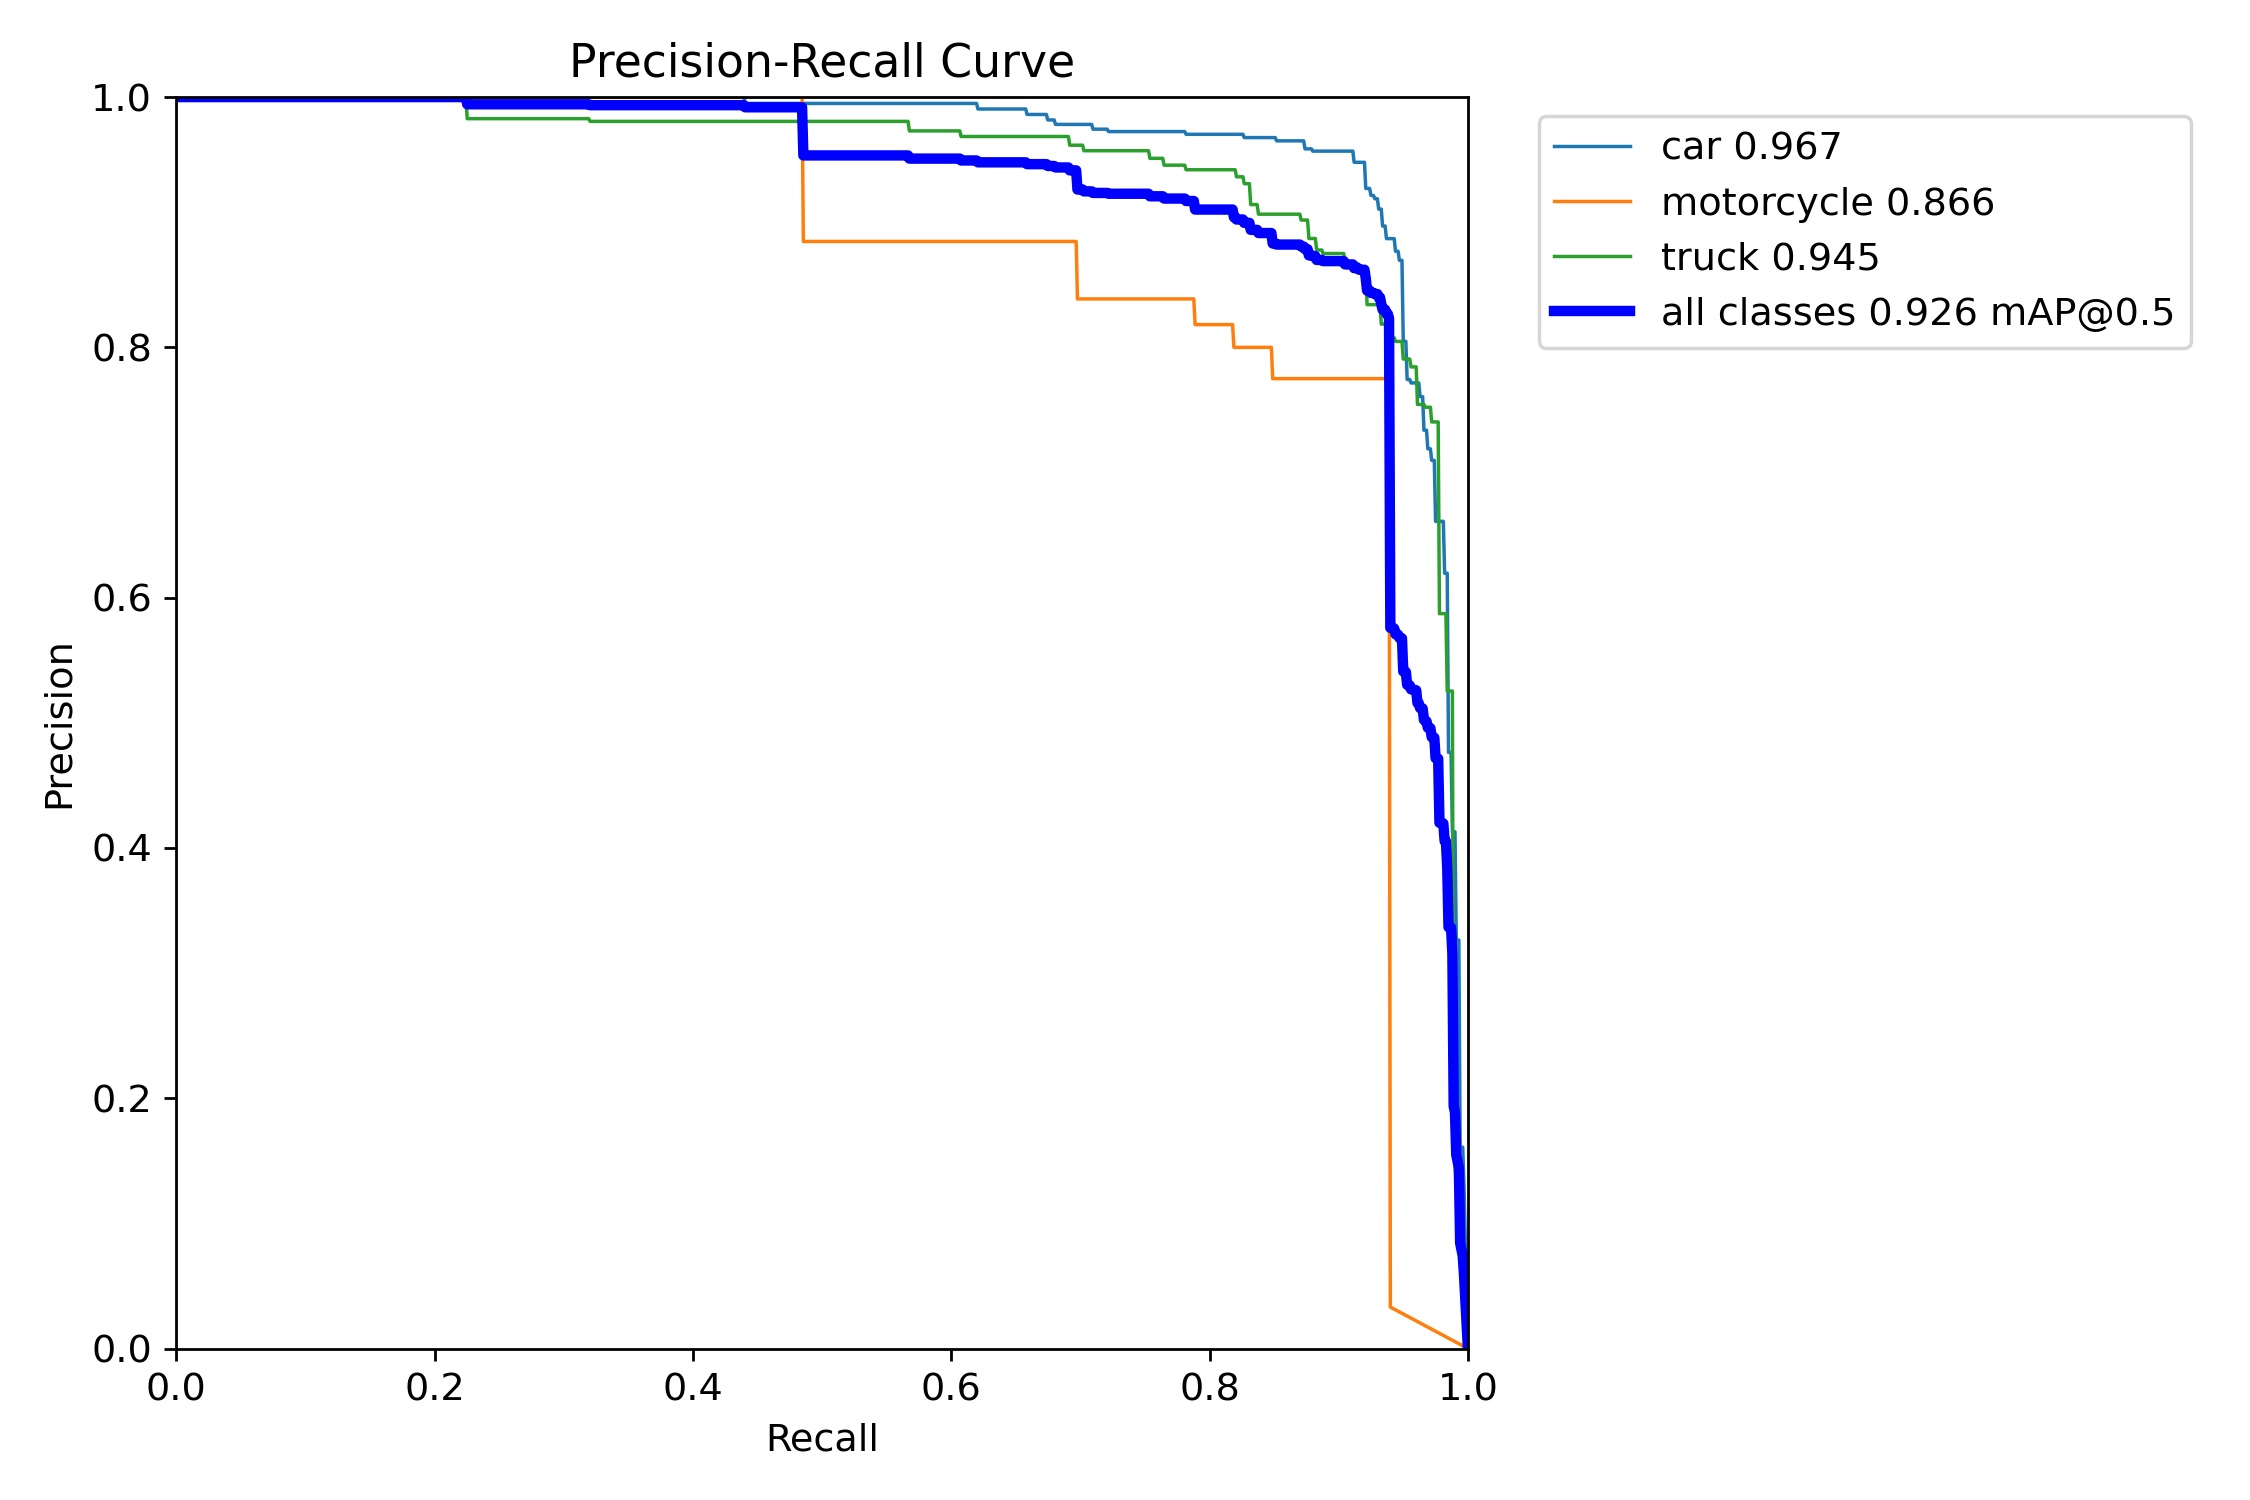 Precision-Recall Curve
1.0
0.8
0.6
0.4
0.2
0.0
Precision
0.0 0.2 0.4 0.6 0.8 1.0
Recall
car 0.967
motorcycle 0.866
truck 0.945
all classes 0.926 mAP@0.5